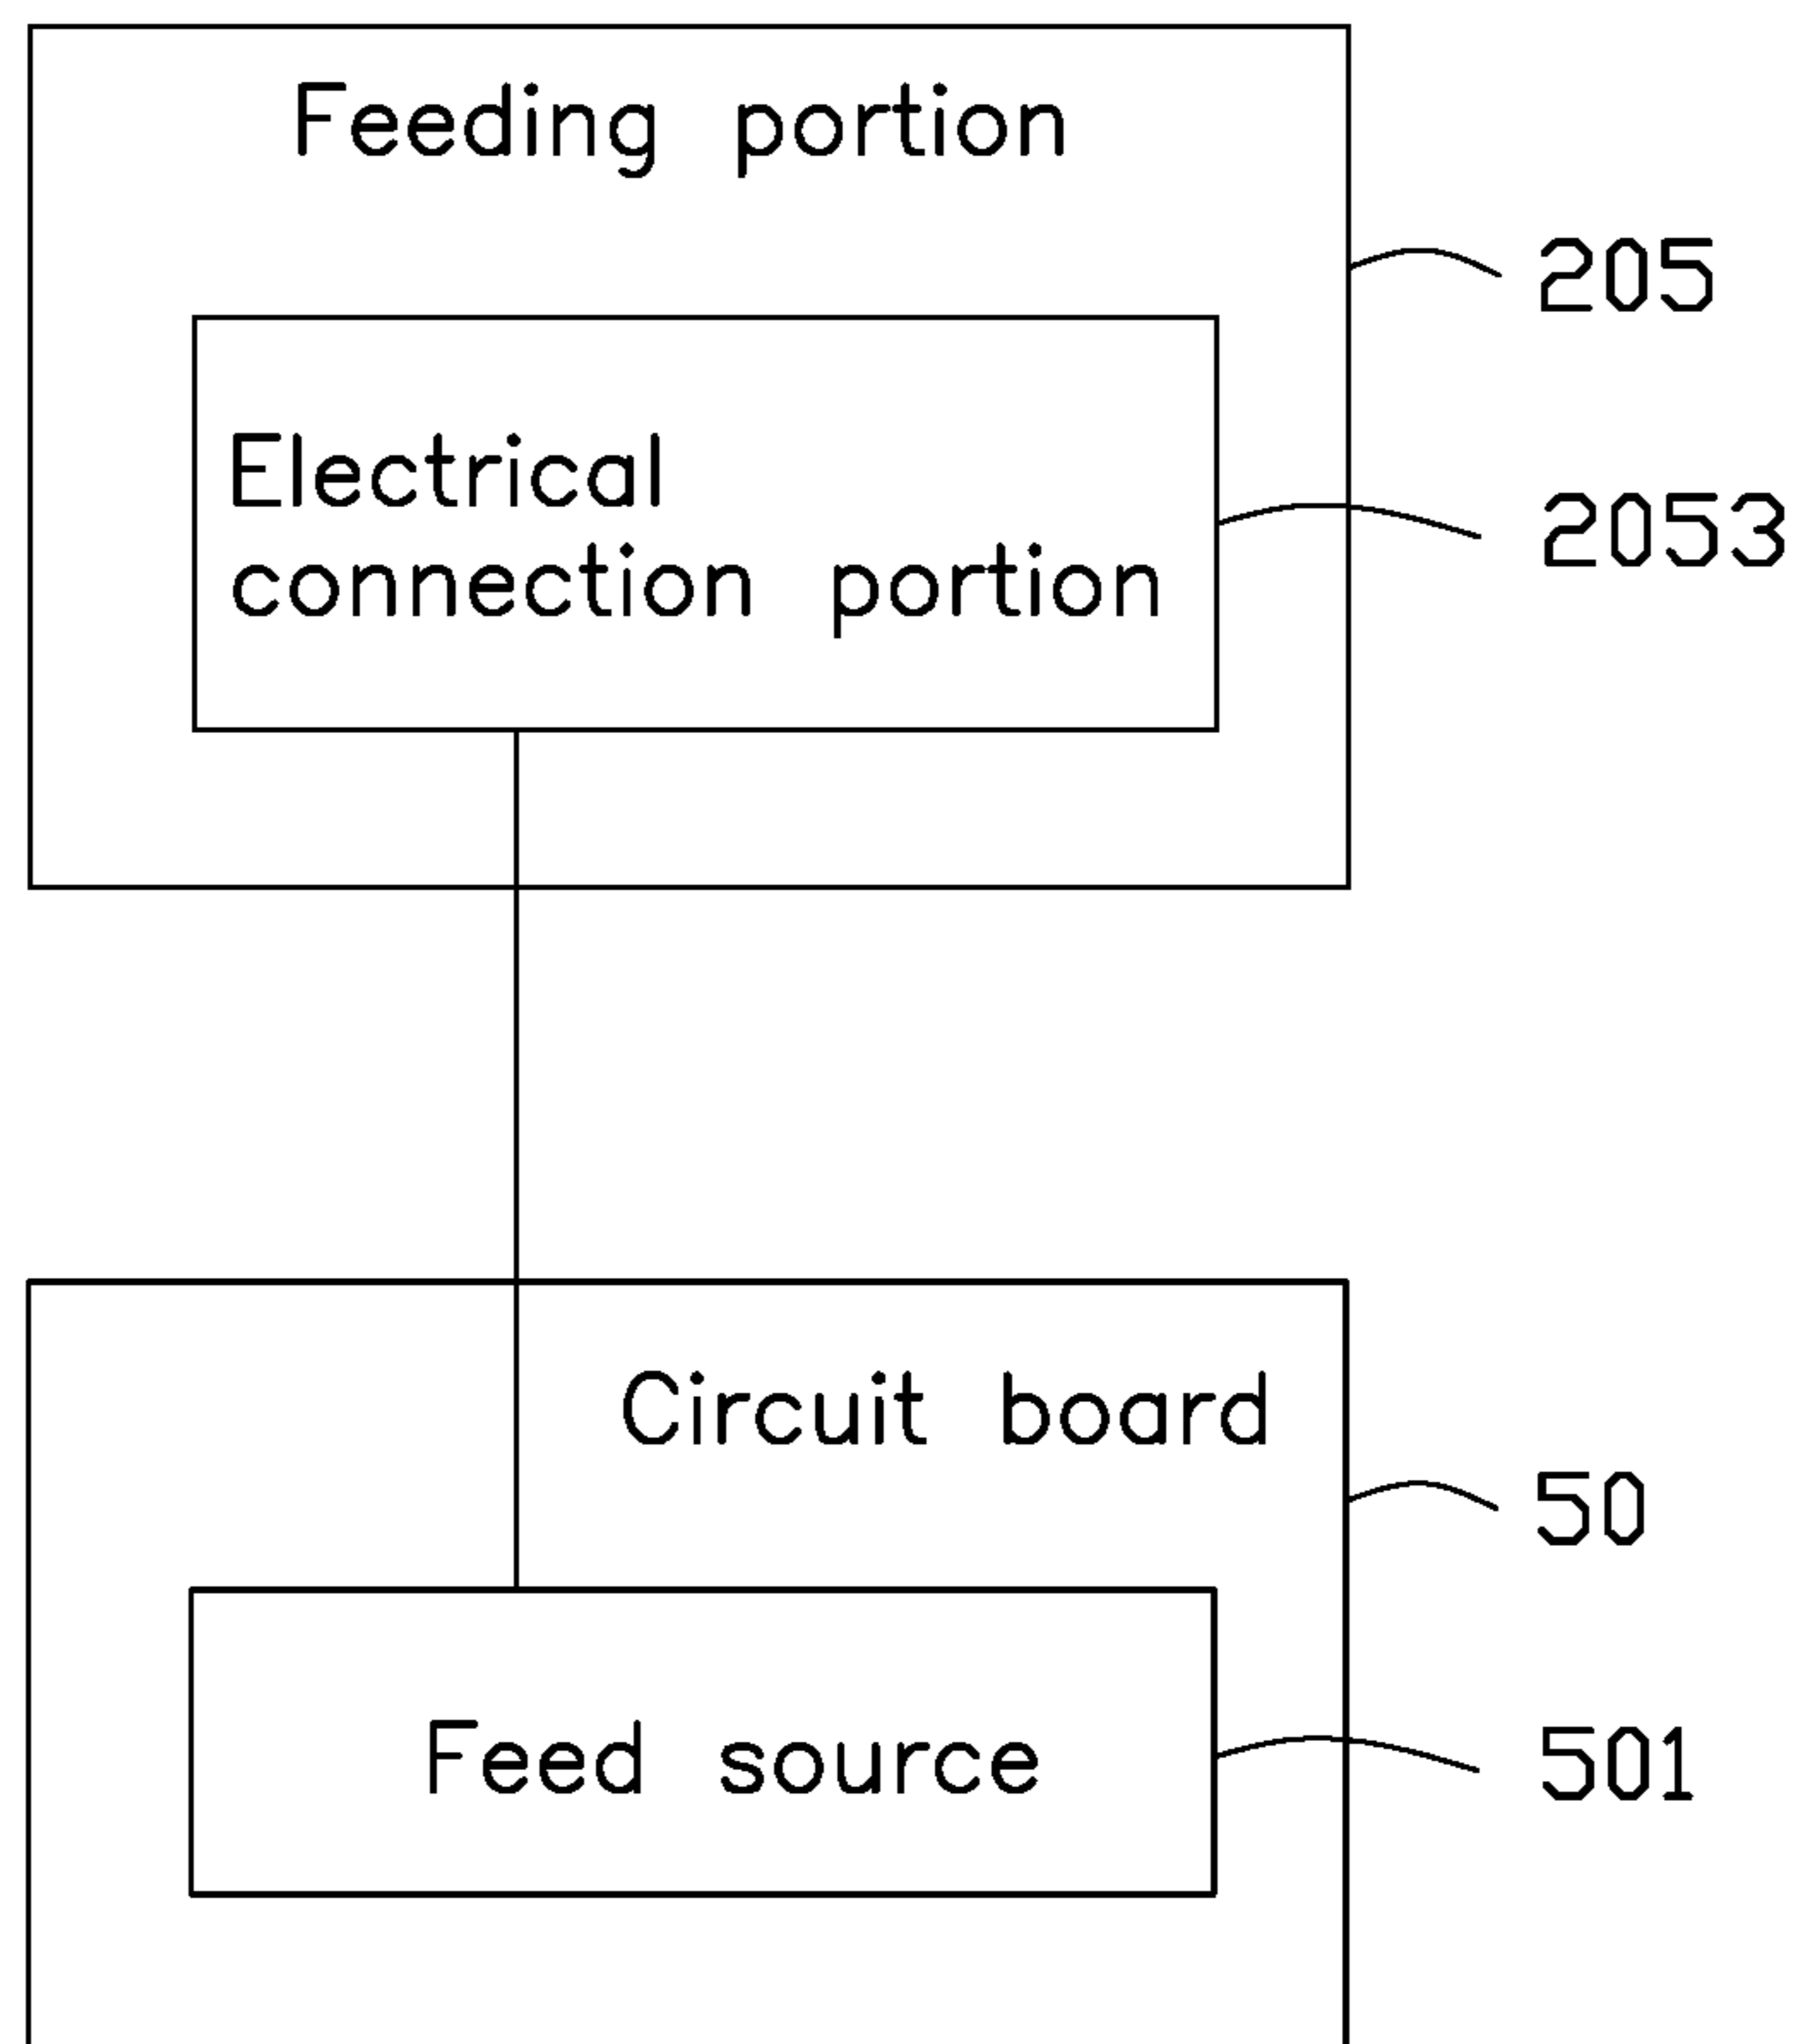 Feeding portion
205
Electrical
connection portion
2053
Circuit board
50
Feed source
501